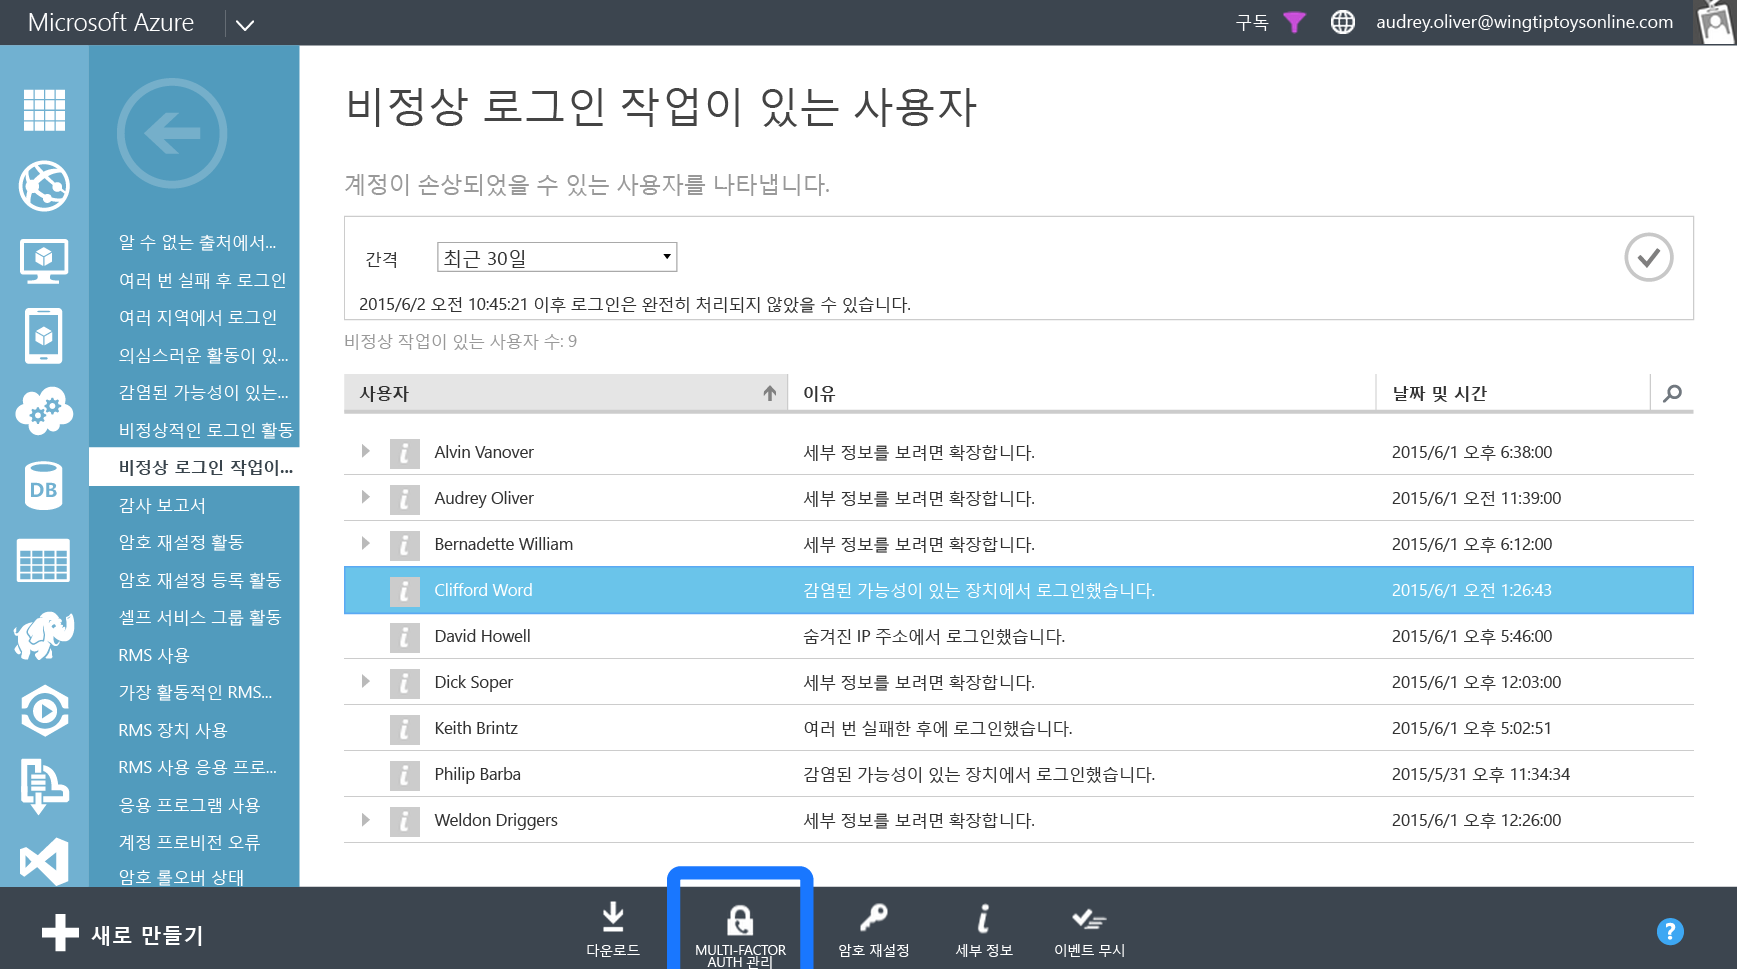 Microsoft Azure
구독
audrey.oliver@wingtiptoysonline.com
알 수 없는 출처에서...
여러 번 실패 후 로그인
여러 지역에서 로그인
의심스러운 활동이 있...
감염된 가능성이 있는...
비정상적인 로그인 활동
비정상 로그인 작업이...
감사 보고서
암호 재설정 활동
암호 재설정 등록 활동
셀프 서비스 그룹 활동
RMS 사용
가장 활동적인 RMS...
RMS 장치 사용
RMS 사용 응용 프로...
응용 프로그램 사용
계정 프로비전 오류
암호 롤오버 상태
DB
비정상 로그인 작업이 있는 사용자
계정이 손상되었을 수 있는 사용자를 나타냅니다.
간격 최근 30일
2015/6/2 오전 10:45:21 이후 로그인은 완전히 처리되지 않았을 수 있습니다.
비정상 작업이 있는 사용자 수: 9
사용자 이유 날짜 및 시간
Alvin Vanover 세부 정보를 보려면 확장합니다. 2015/6/1 오후 6:38:00
Audrey Oliver 세부 정보를 보려면 확장합니다. 2015/6/1 오전 11:39:00
Bernadette William 세부 정보를 보려면 확장합니다. 2015/6/1 오후 6:12:00
Clifford Word 감염된 가능성이 있는 장치에서 로그인했습니다. 2015/6/1 오전 1:26:43
David Howell 숨겨진 IP 주소에서 로그인했습니다. 2015/6/1 오후 5:46:00
Dick Soper 세부 정보를 보려면 확장합니다. 2015/6/1 오후 12:03:00
Keith Brintz 여러 번 실패한 후에 로그인했습니다. 2015/6/1 오후 5:02:51
Philip Barba 감염된 가능성이 있는 장치에서 로그인했습니다. 2015/5/31 오후 11:34:34
Weldon Driggers 세부 정보를 보려면 확장합니다. 2015/6/1 오후 12:26:00
새로 만들기
다운로드
MULTI-FACTOR
AUTH 관리
암호 재설정
세부 정보
이벤트 무시
?